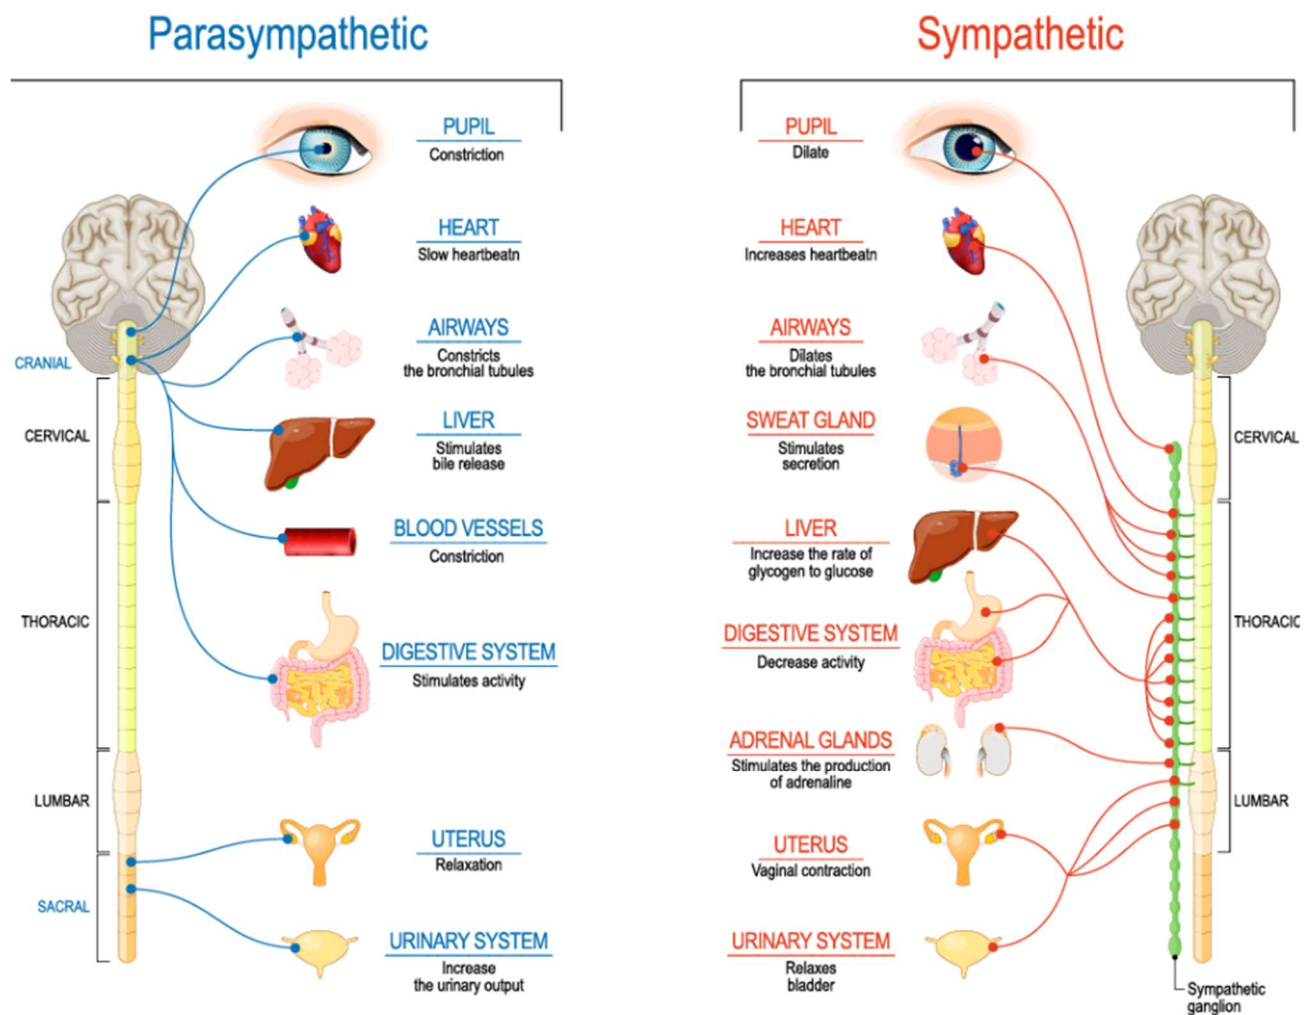 Parasympathetic
PUPIL
Constriction
HEART
Slow heartbeatn
AIRWAYS
Constricts
the bronchial tubules
CRANIAL
LIVER
Stimulates
bile release
CERVICAL
BLOOD VESSELS
Constriction
THORACIC
DIGESTIVE SYSTEM
Stimulates activity
LUMBAR
UTERUS
Relaxation
SACRAL
URINARY SYSTEM
Increase
the urinary output
Sympathetic
PUPIL
Dilate
HEART
Increases heartbeatn
AIRWAYS
Dilates
the bronchial tubules
SWEAT GLAND
Stimulates
secretion
CERVICAL
LIVER
Increase the rate of
glycogen to glucose
THORACIC
DIGESTIVE SYSTEM
Decrease activity
ADRENAL GLANDS
Stimulates the production
of adrenaline
LUMBAR
UTERUS
Vaginal contraction
URINARY SYSTEM
Relaxes
bladder
Sympathetic
ganglion